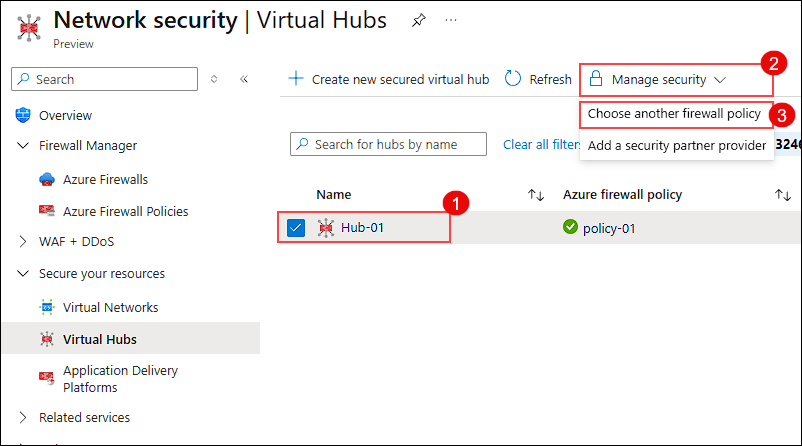 Network security | Virtual Hubs
Preview
Search
Overview
Firewall Manager
Azure Firewalls
Azure Firewall Policies
WAF + DDoS
Secure your resources
Virtual Networks
Virtual Hubs
Application Delivery
Platforms
Related services
Create new secured virtual hub
Refresh
Manage security
2
Choose another firewall policy
3
Add a security partner provider
Search for hubs by name
Clear all filters
3246
Name
1
Azure firewall policy
Hub-01
policy-01